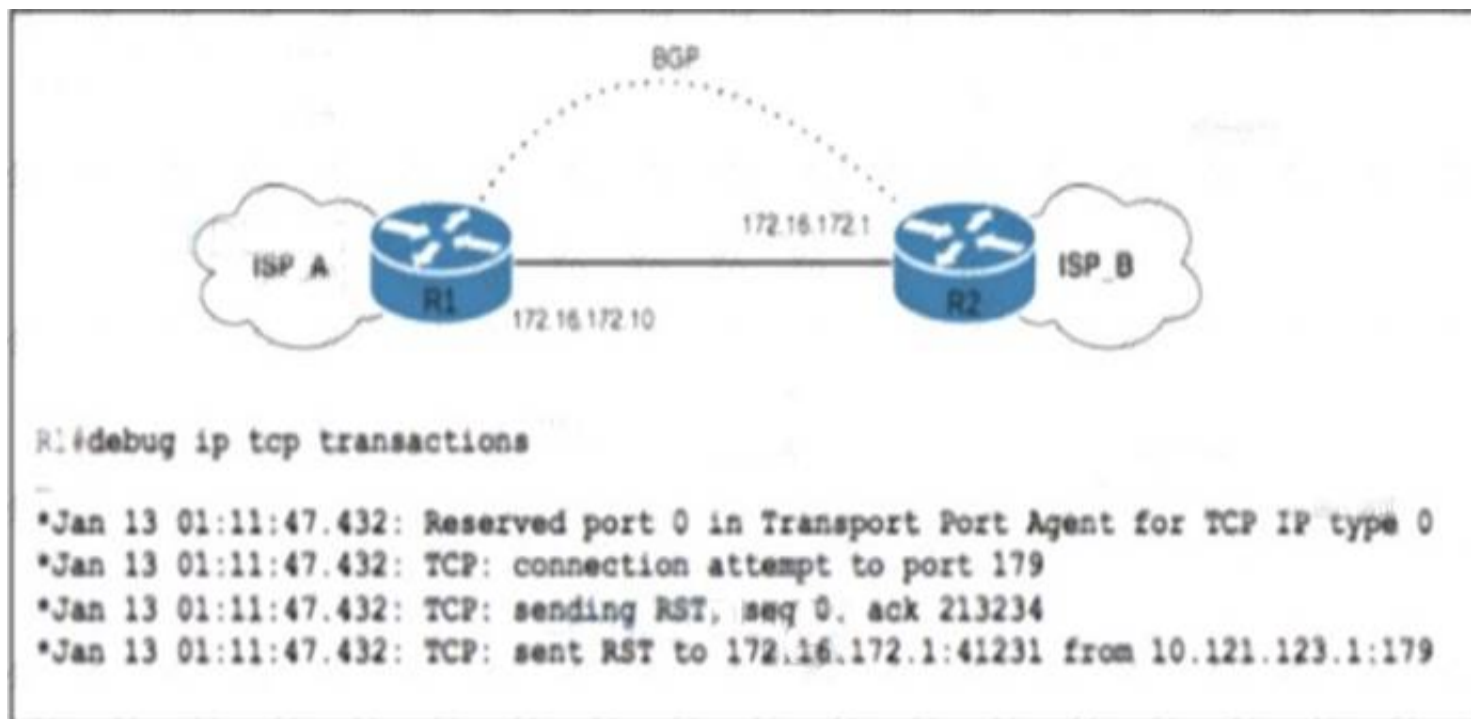 BGP
172.16.172.1
ISP_A
R1
R2
ISP_B
172.16.172.10
R1#debug ip tcp transactions
*Jan 13 01:11:47.432: Reserved port 0 in Transport Port Agent for TCP IP type 0
*Jan 13 01:11:47.432: TCP: connection attempt to port 179
*Jan 13 01:11:47.432: TCP: sending RST, seq 0, ack 213234
*Jan 13 01:11:47.432: TCP: sent RST to 172.16.172.1:41231 from 10.121.123.1:179